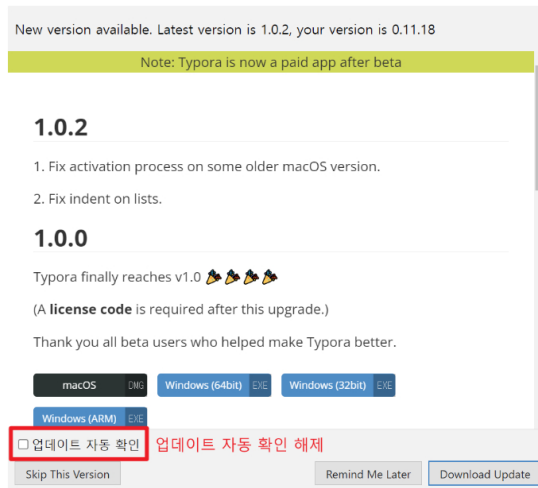 New version available. Latest version is 1.0.2, your version is 0.11.18
Note: Typora is now a paid app after beta
1.0.2
1. Fix activation process on some older macOS version.
2. Fix indent on lists.
1.0.0
Typora finally reaches v1.0 🎉🎉🎉🎉
(A license code is required after this upgrade.)
Thank you all beta users who helped make Typora better.
macOS DMG Windows (64bit) EXE Windows (32bit) EXE
Windows (ARM) EXE
업데이트 자동 확인 업데이트 자동 확인 해제
Skip This Version Remind Me Later Download Update